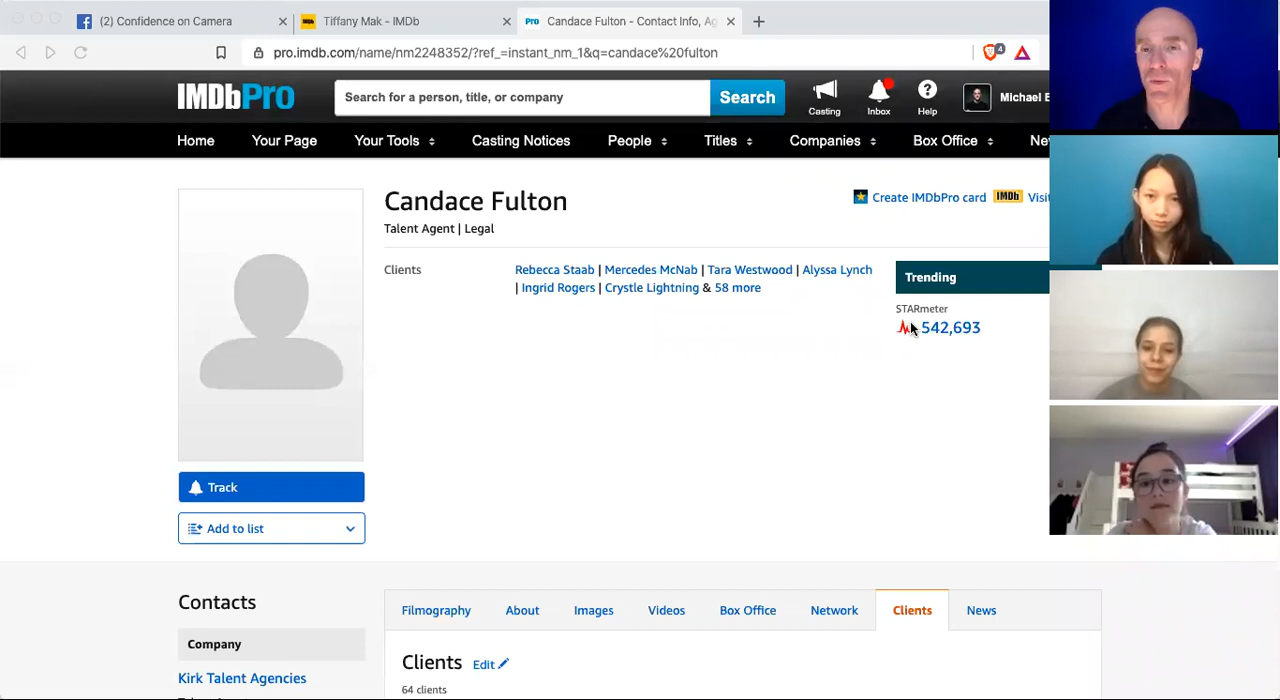 (2) Confidence on Camera
Tiffany Mak - IMDb
Pro Candace Fulton - Contact Info, Ag
pro.imdb.com/name/nm2248352/?ref_=instant_nm_1&q=candace%20fulton
4
IMDbPro
Search for a person, title, or company
Search
Casting
Inbox
Help
Michael
Home Your Page Your Tools Casting Notices People Titles Companies Box Office
Candace Fulton
Talent Agent | Legal
Create IMDbPro card IMDb
Clients Rebecca Staab | Mercedes McNab | Tara Westwood | Alyssa Lynch
| Ingrid Rogers | Crystle Lightning & 58 more
Trending
STARmeter
542,693
Track
Add to list
Contacts
Company
Kirk Talent Agencies
Filmography About Images Videos Box Office Network Clients News
Clients Edit
64 clients